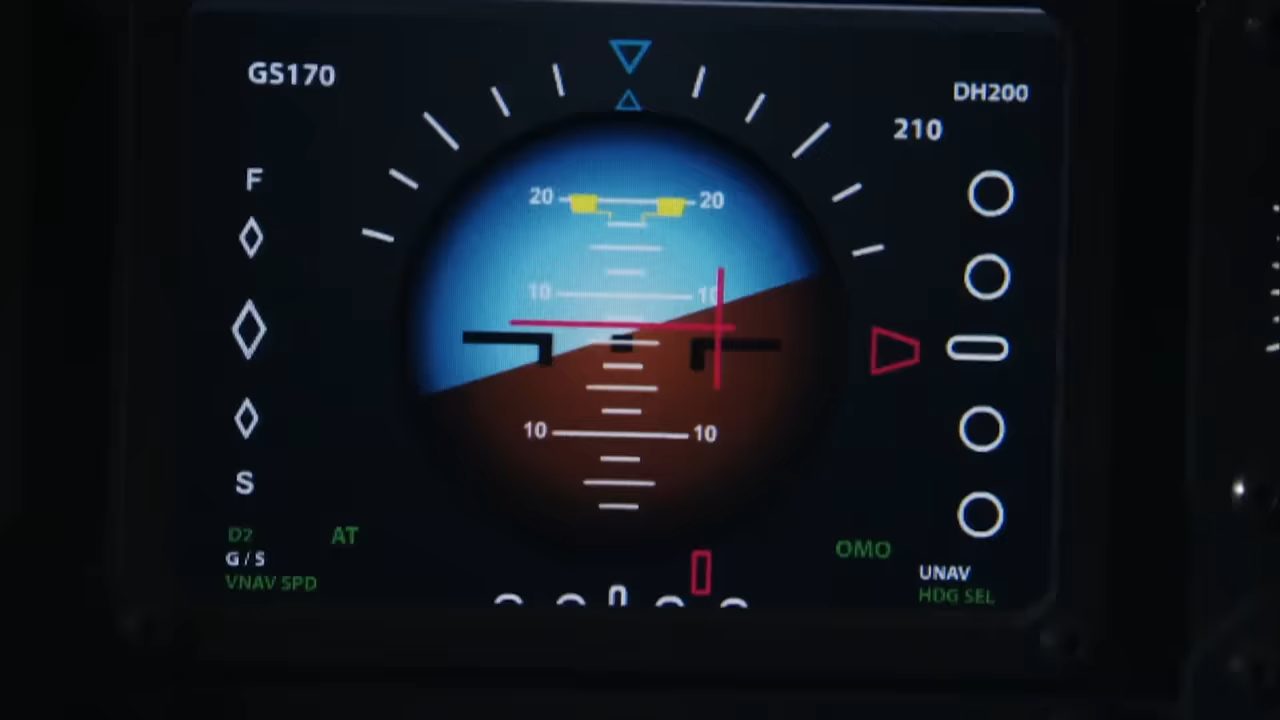 GS170
DH200
210
F
20 20
10 10
10 10
S
D2 AT
G/S
VNAV SPD
OMO
UNAV
HDG SEL